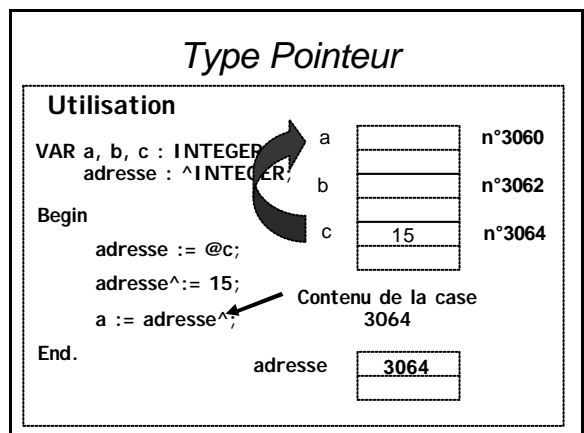 Type Pointeur
Utilisation
VAR a, b, c : INTEGER
adresse : ^INTEGER;
Begin
adresse := @c;
adresse^:= 15;
a := adresse^;
End.
a n°3060
b n°3062
c 15 n°3064
Contenu de la case
3064
adresse 3064